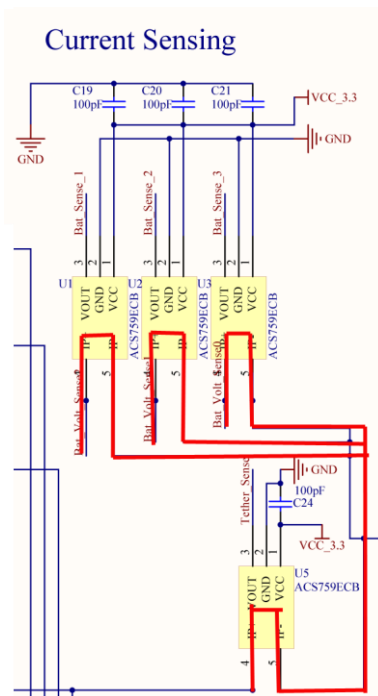 Current Sensing
C19
100pF
C20
100pF
C21
100pF
VCC_3.3
GND
GND
Bat_Sense_1
Bat_Sense_2
Bat_Sense_3
3
2
1
3
2
1
3
2
1
U1
VOUT
GND
VCC
ACS759ECB
U2
VOUT
GND
VCC
ACS759ECB
U3
VOUT
GND
VCC
ACS759ECB
5
5
5
Bat_Volt_Sense
Bat_Volt_Sense
Bat_Volt_Sense
Tether_Sense
GND
100pF
C24
VCC_3.3
3
2
1
U5
ACS759ECB
VOUT
GND
VCC
4
5